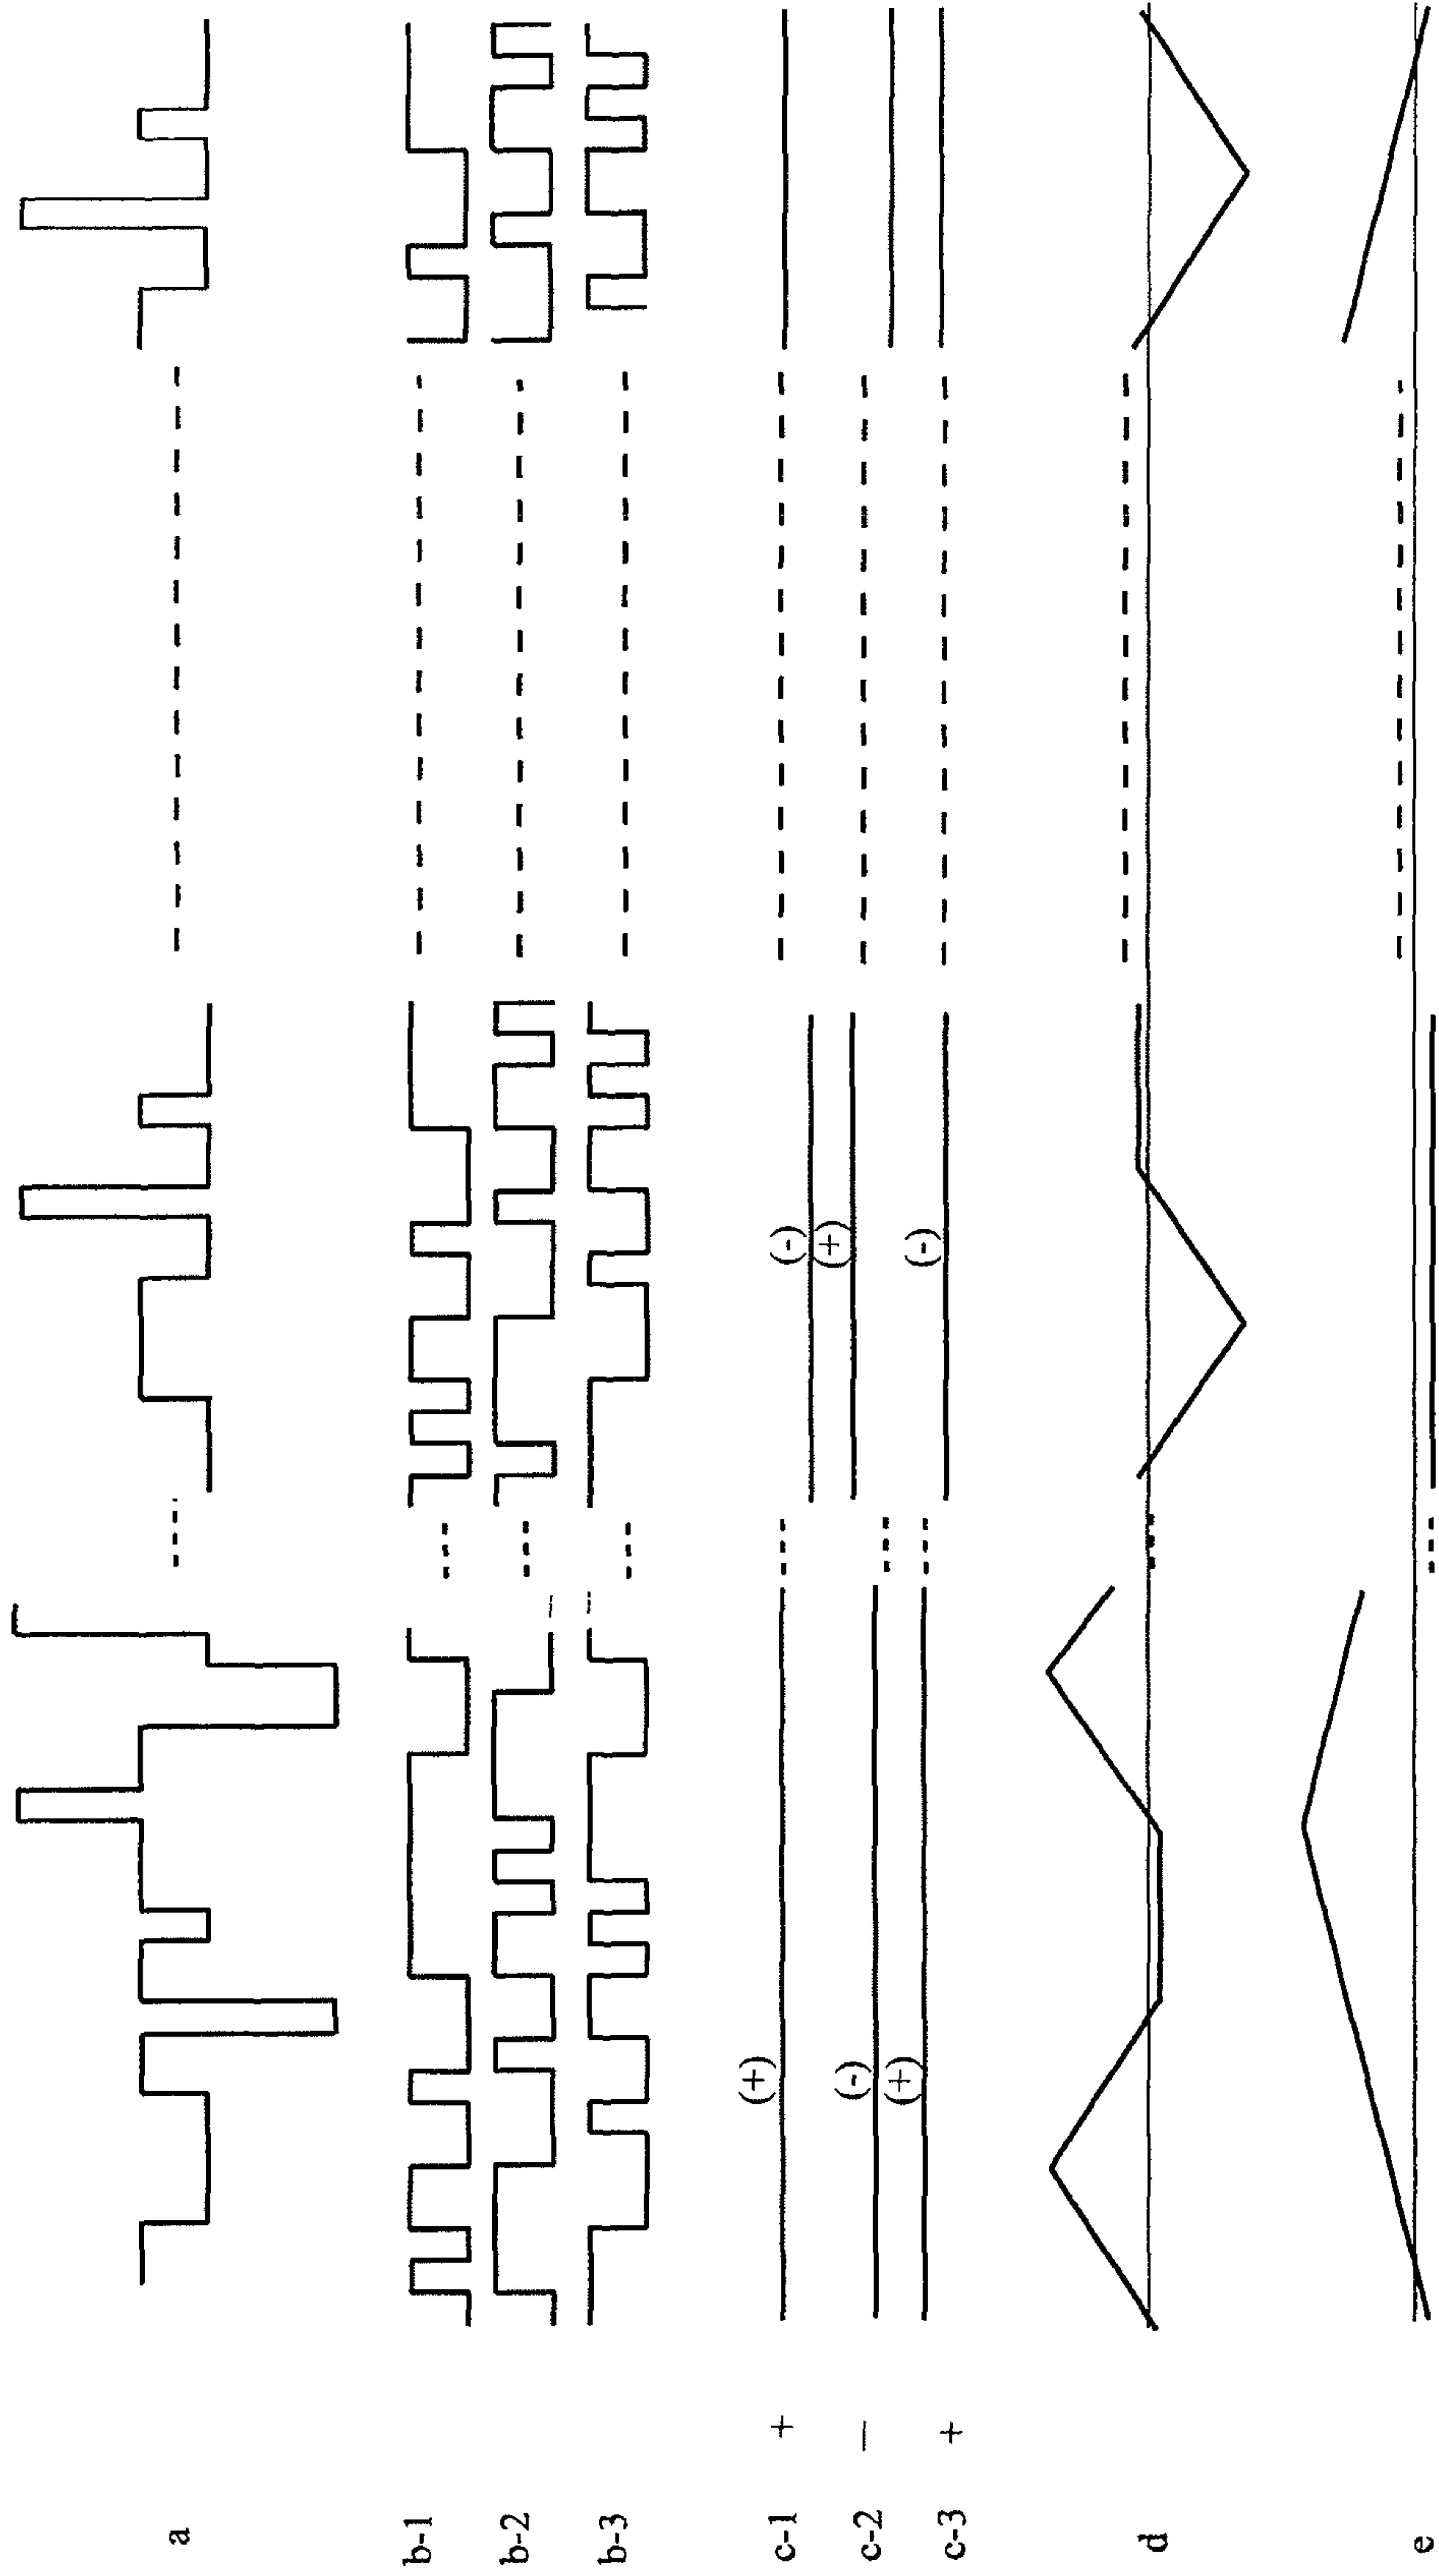 a
b-1
b-2
b-3
c-1 + (+) (-)
c-2 – (-) (+)
c-3 + (+) (-)
d
e